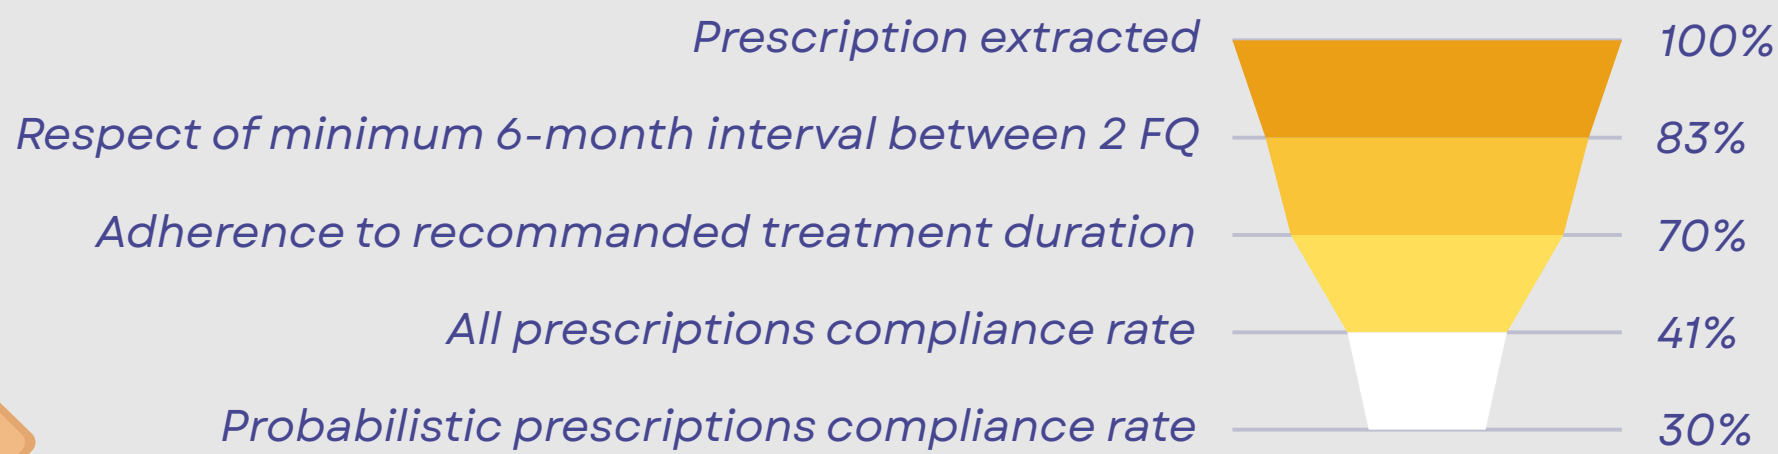 Prescription extracted 100%
Respect of minimum 6-month interval between 2 FQ 83%
Adherence to recommanded treatment duration 70%
All prescriptions compliance rate 41%
Probabilistic prescriptions compliance rate 30%